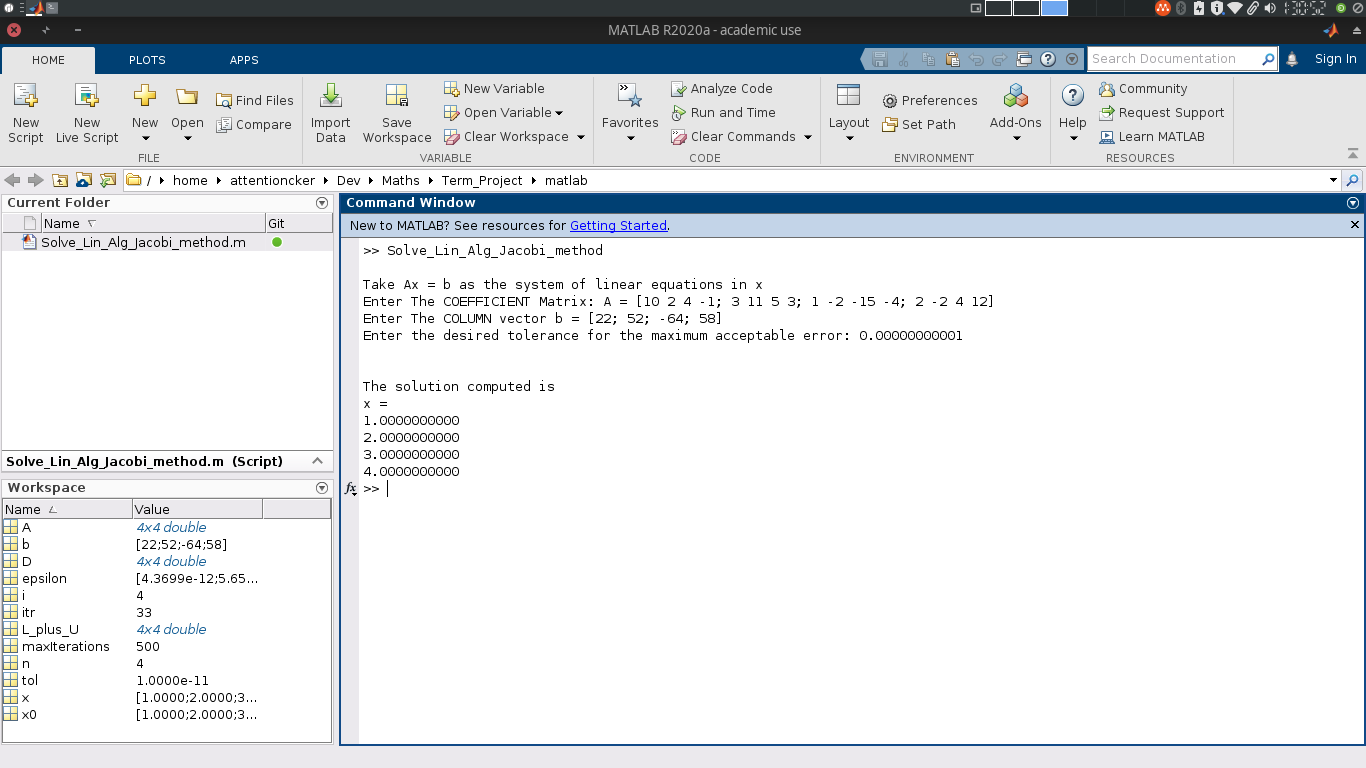 MATLAB R2020a - academic use
HOME PLOTS APPS
Search Documentation
Sign In
New Script
New Live Script
New
Open
Find Files
Compare
FILE
Import Data
Save Workspace
New Variable
Open Variable
Clear Workspace
VARIABLE
Favorites
Analyze Code
Run and Time
Clear Commands
CODE
Layout
Preferences
Set Path
Add-Ons
ENVIRONMENT
Help
Community
Request Support
Learn MATLAB
RESOURCES
/ home attentioncker Dev Maths Term_Project matlab
Current Folder
Name Git
Solve_Lin_Alg_Jacobi_method.m
Solve_Lin_Alg_Jacobi_method.m (Script)
Workspace
Name Value
A 4x4 double
b [22;52;-64;58]
D 4x4 double
epsilon [4.3699e-12;5.65...
i 4
itr 33
L_plus_U 4x4 double
maxIterations 500
n 4
tol 1.0000e-11
x [1.0000;2.0000;3...
x0 [1.0000;2.0000;3...
Command Window
New to MATLAB? See resources for Getting Started.
>> Solve_Lin_Alg_Jacobi_method
Take Ax = b as the system of linear equations in x
Enter The COEFFICIENT Matrix: A = [10 2 4 -1; 3 11 5 3; 1 -2 -15 -4; 2 -2 4 12]
Enter The COLUMN vector b = [22; 52; -64; 58]
Enter the desired tolerance for the maximum acceptable error: 0.00000000001
The solution computed is
x =
1.0000000000
2.0000000000
3.0000000000
4.0000000000
fx >>